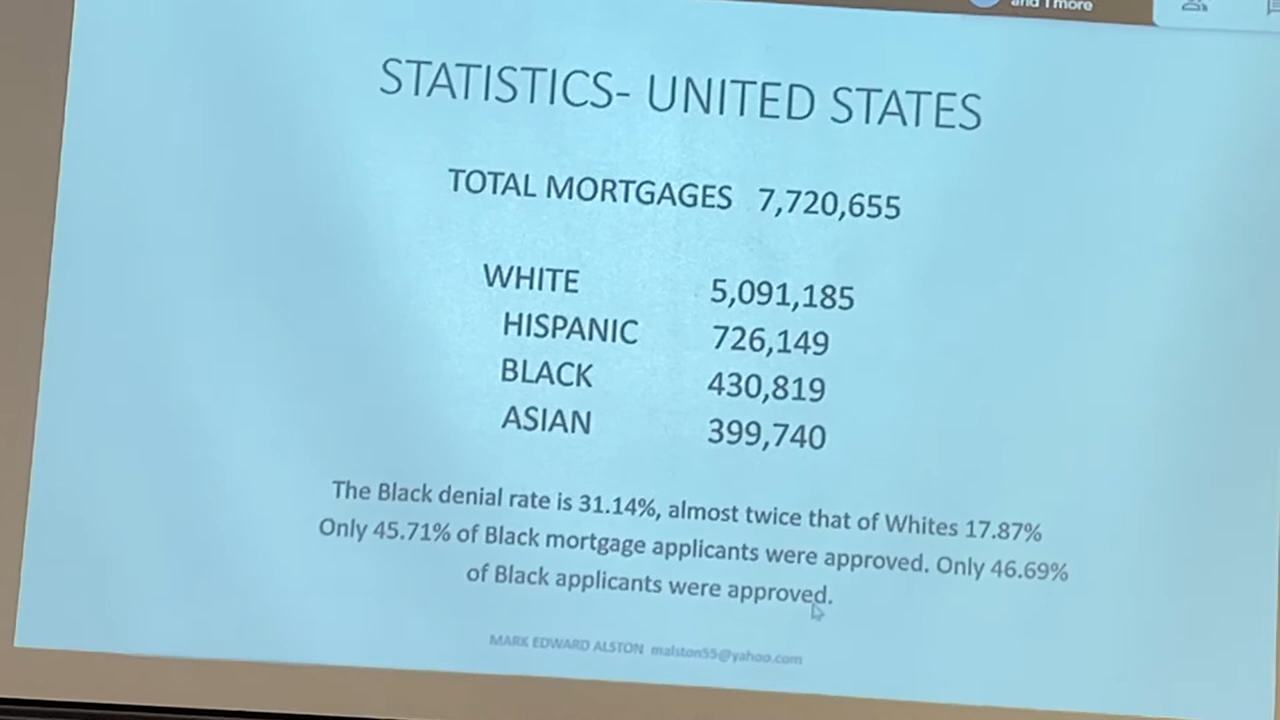 and 1 more
STATISTICS- UNITED STATES
TOTAL MORTGAGES 7,720,655
WHITE 5,091,185
HISPANIC 726,149
BLACK 430,819
ASIAN 399,740
The Black denial rate is 31.14%, almost twice that of Whites 17.87%
Only 45.71% of Black mortgage applicants were approved. Only 46.69%
of Black applicants were approved.
MARK EDWARD ALSTON malston55@yahoo.com